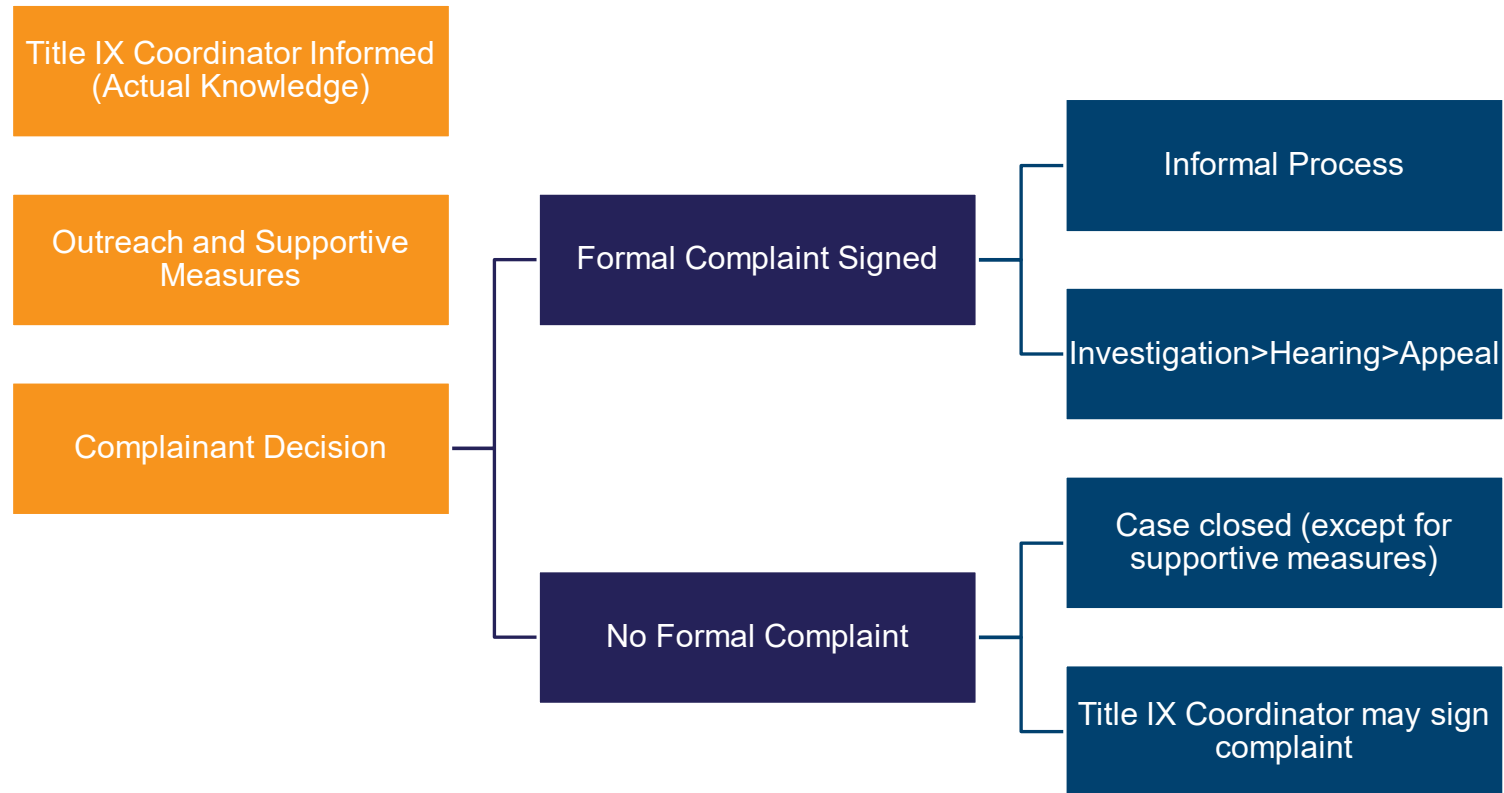 Title IX Coordinator Informed
(Actual Knowledge)
Outreach and Supportive
Measures
Complainant Decision
Formal Complaint Signed
No Formal Complaint
Informal Process
Investigation>Hearing>Appeal
Case closed (except for
supportive measures)
Title IX Coordinator may sign
complaint